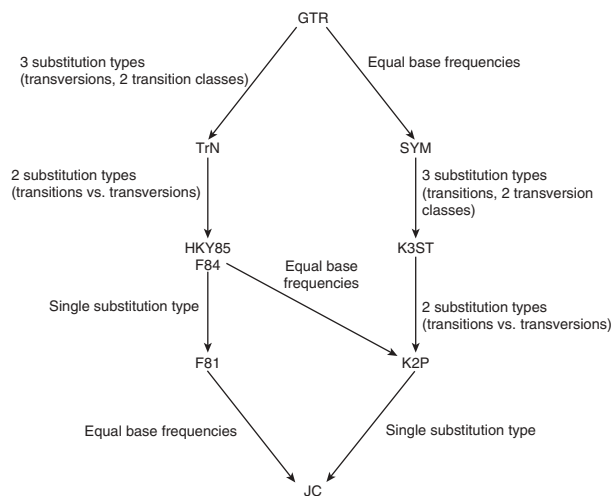 GTR
3 substitution types
(transversions, 2 transition classes)
Equal base frequencies
TrN
SYM
2 substitution types
(transitions vs. transversions)
3 substitution types
(transitions, 2 transversion
classes)
HKY85
F84
K3ST
Equal base
frequencies
Single substitution type
2 substitution types
(transitions vs. transversions)
F81
K2P
Equal base frequencies
Single substitution type
JC